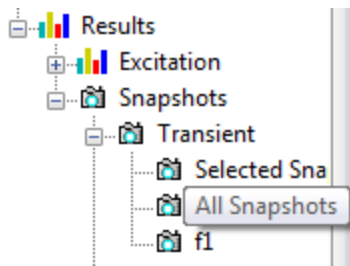 Results
Excitation
Snapshots
Transient
Selected Sna
All Snapshots
f1